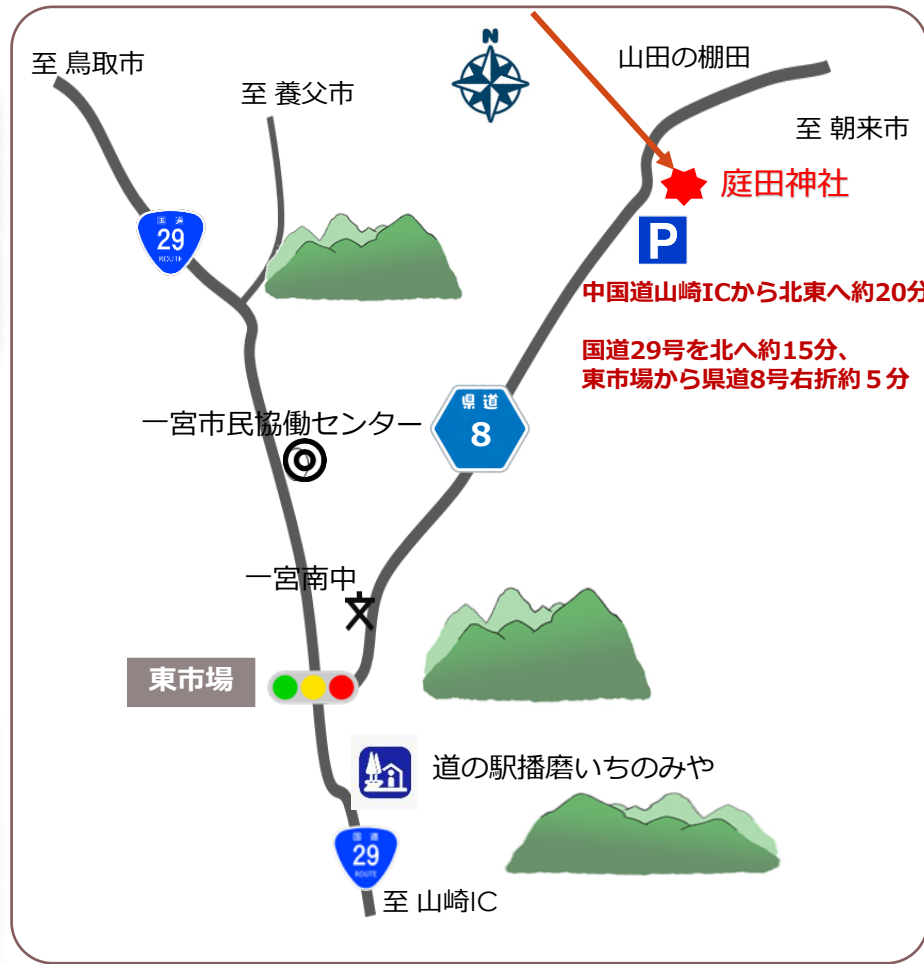 N
至 鳥取市
山田の棚田
至 養父市
至 朝来市
庭田神社
国道
29
ROUTE
P
中国道山崎ICから北東へ約20分
国道29号を北へ約15分、
東市場から県道8号右折約５分
県道
8
一宮市民協働センター
一宮南中
文
東市場
道の駅播磨いちのみや
国道
29
ROUTE
至 山崎IC